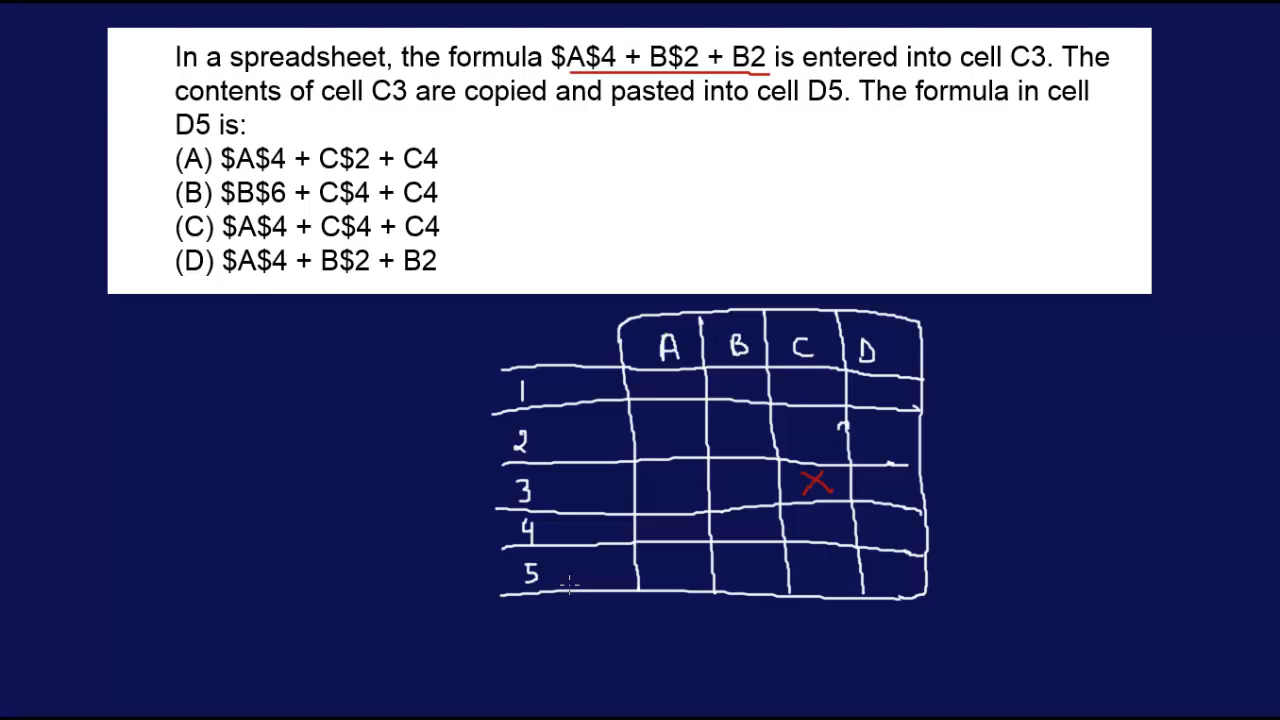 In a spreadsheet, the formula $A$4 + B$2 + B2 is entered into cell C3. The
contents of cell C3 are copied and pasted into cell D5. The formula in cell
D5 is:
(A) $A$4 + C$2 + C4
(B) $B$6 + C$4 + C4
(C) $A$4 + C$4 + C4
(D) $A$4 + B$2 + B2
A B C D
1
2
3 X
4
5